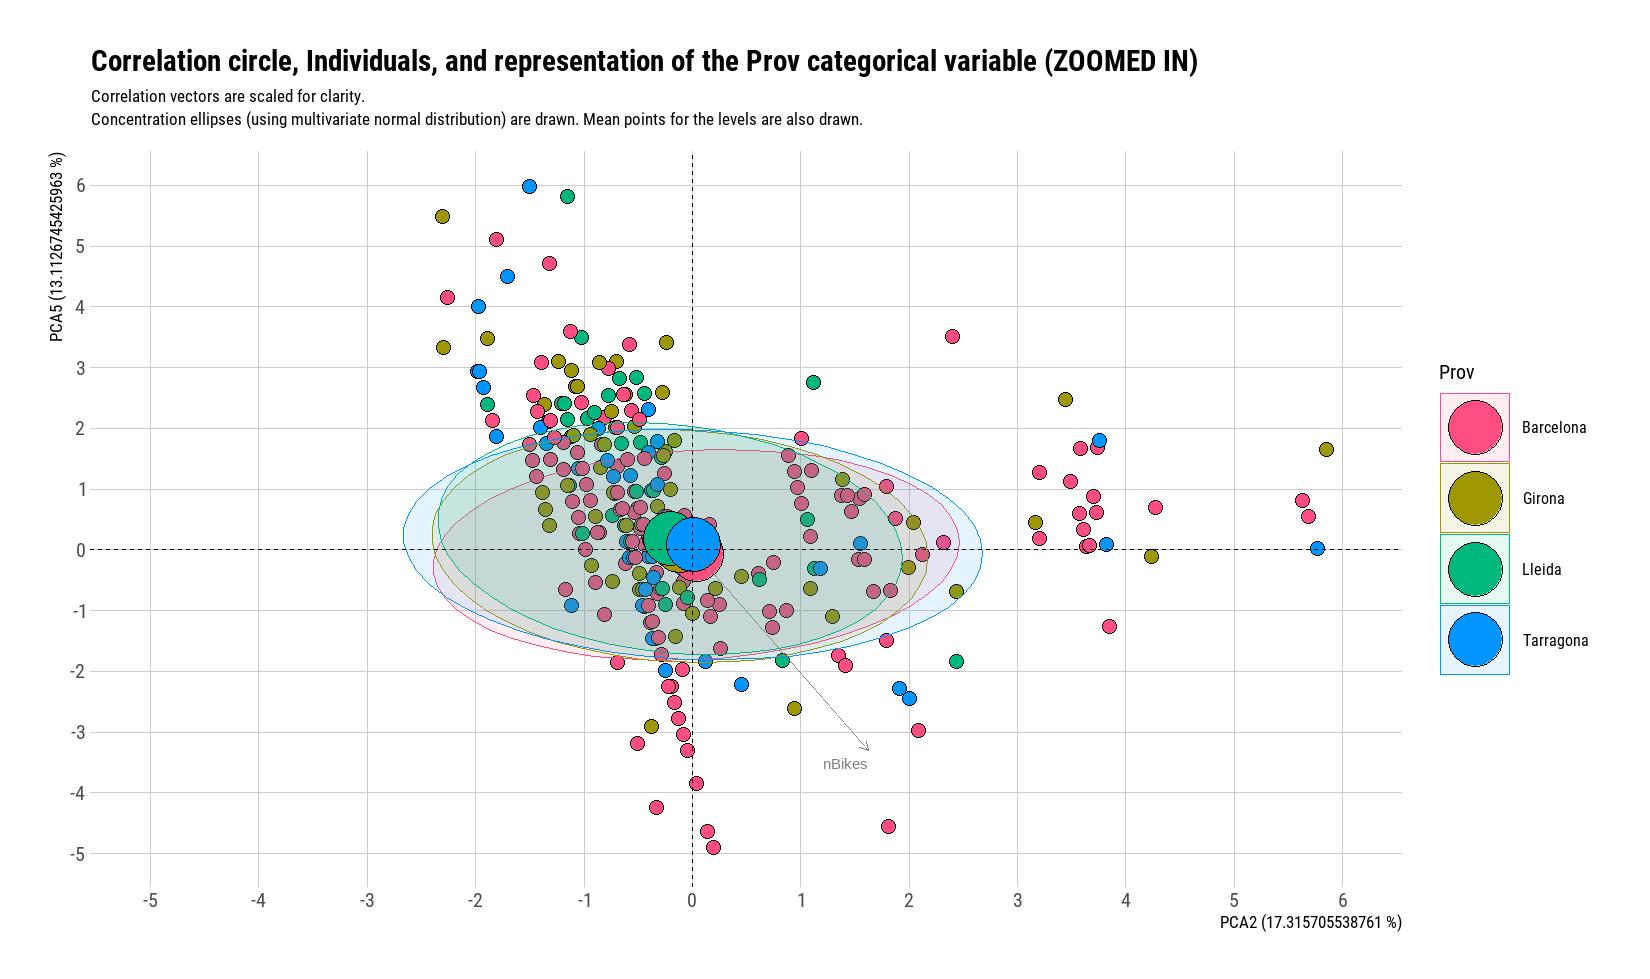 Correlation circle, Individuals, and representation of the Prov categorical variable (ZOOMED IN)
Correlation vectors are scaled for clarity.
Concentration ellipses (using multivariate normal distribution) are drawn. Mean points for the levels are also drawn.
PCA5 (13.1126745425963 %)
6
5
4
3
2
1
0
-1
-2
-3
-4
-5
nBikes
-5
-4
-3
-2
-1
0
1
2
3
4
5
6
PCA2 (17.315705538761 %)
Prov
Barcelona
Girona
Lleida
Tarragona